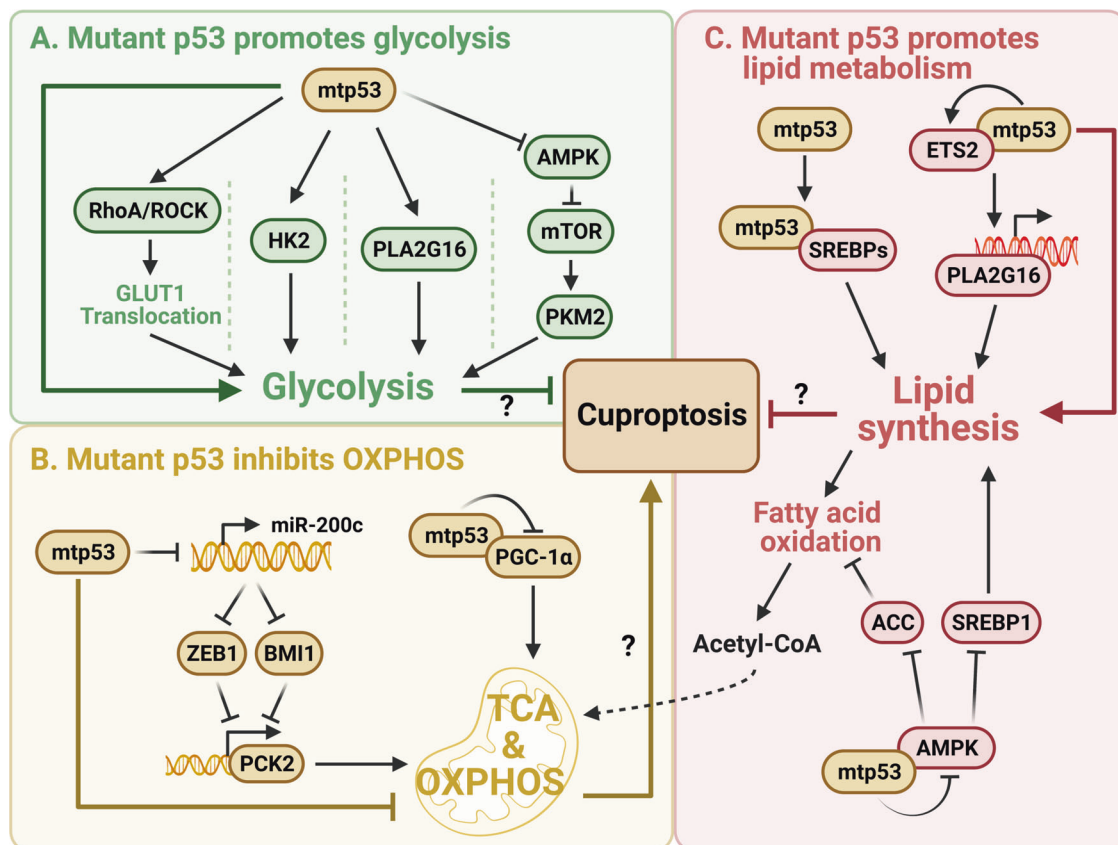 A. Mutant p53 promotes glycolysis
mtp53
AMPK
RhoA/ROCK
HK2
PLA2G16
mTOR
GLUT1
Translocation
PKM2
Glycolysis
?
Cuproptosis
B. Mutant p53 inhibits OXPHOS
mtp53
miR-200c
mtp53
PGC-1α
ZEB1
BMI1
PCK2
TCA
&
OXPHOS
?
C. Mutant p53 promotes
lipid metabolism
mtp53
mtp53
ETS2
mtp53
SREBPs
PLA2G16
?
Lipid
synthesis
Fatty acid
oxidation
ACC
SREBP1
Acetyl-CoA
AMPK
mtp53